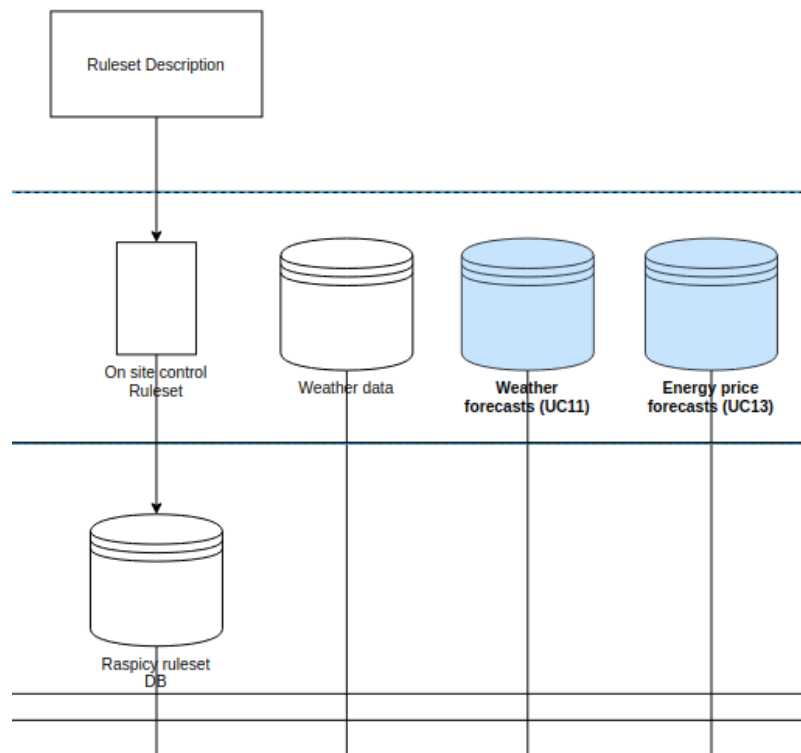 Ruleset Description
On site control
Ruleset
Weather data
Weather
forecasts (UC11)
Energy price
forecasts (UC13)
Raspicy ruleset
DB